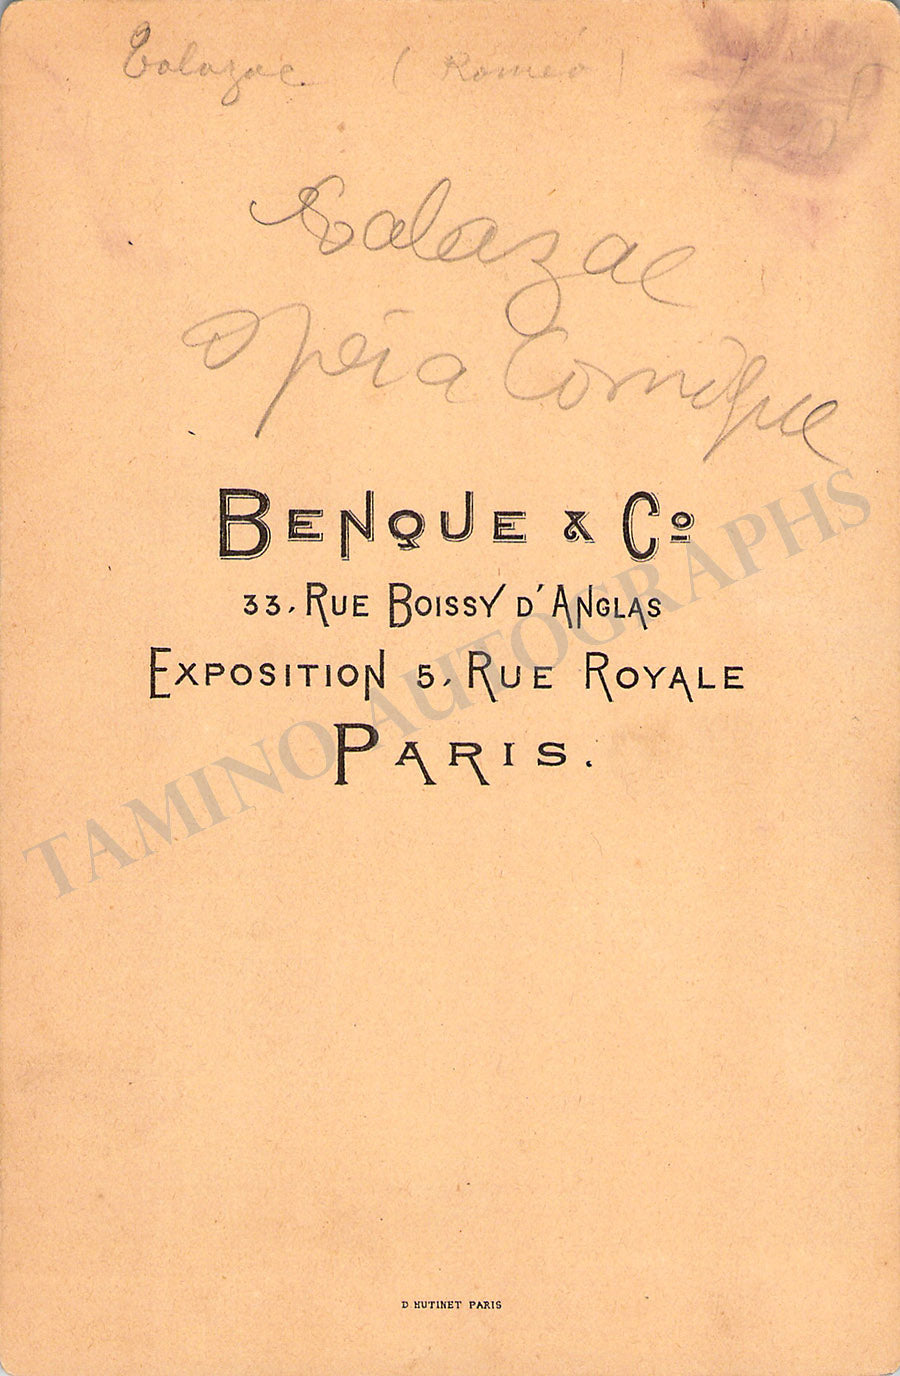 Talazac (Roméo)
Talazac
Opéra Comique
BENQUE & Co
33, RUE BOISSY D'ANGLAS
EXPOSITION 5, RUE ROYALE
PARIS.
TAMINO AUTOGRAPHS
D HUTINET PARIS